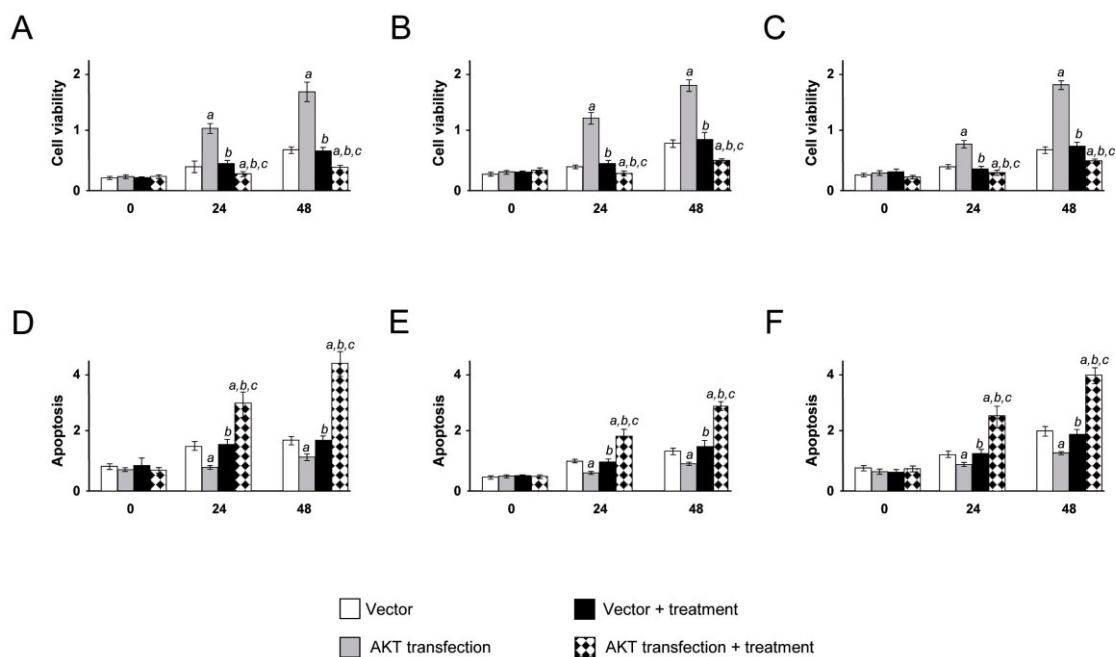 A
Cell viability
2
1
0
a
a
b
a,b,c
b
a,b,c
0 24 48
B
Cell viability
2
1
0
a
a
b
a,b,c
b
a,b,c
0 24 48
C
Cell viability
2
1
0
a
a
b
a,b,c
b
a,b,c
0 24 48
D
Apoptosis
4
2
0
a
b
a,b,c
a
b
a,b,c
0 24 48
E
Apoptosis
4
2
0
a
b
a,b,c
a
b
a,b,c
0 24 48
F
Apoptosis
4
2
0
a
b
a,b,c
a
b
a,b,c
0 24 48
Vector
Vector + treatment
AKT transfection
AKT transfection + treatment